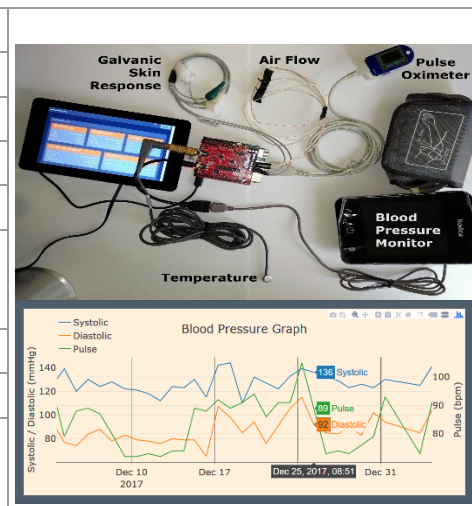 Galvanic
Skin
Response
Air Flow
Pulse
Oximeter
Blood
Pressure
Monitor
Temperature
Systolic
Diastolic
Pulse
Blood Pressure Graph
Systolic / Diastolic (mmHg)
140
120
100
80
136 Systolic
89 Pulse
92 Diastolic
100
90
80
Pulse (bpm)
Dec 10
2017
Dec 17
Dec 25, 2017, 08:51
Dec 31